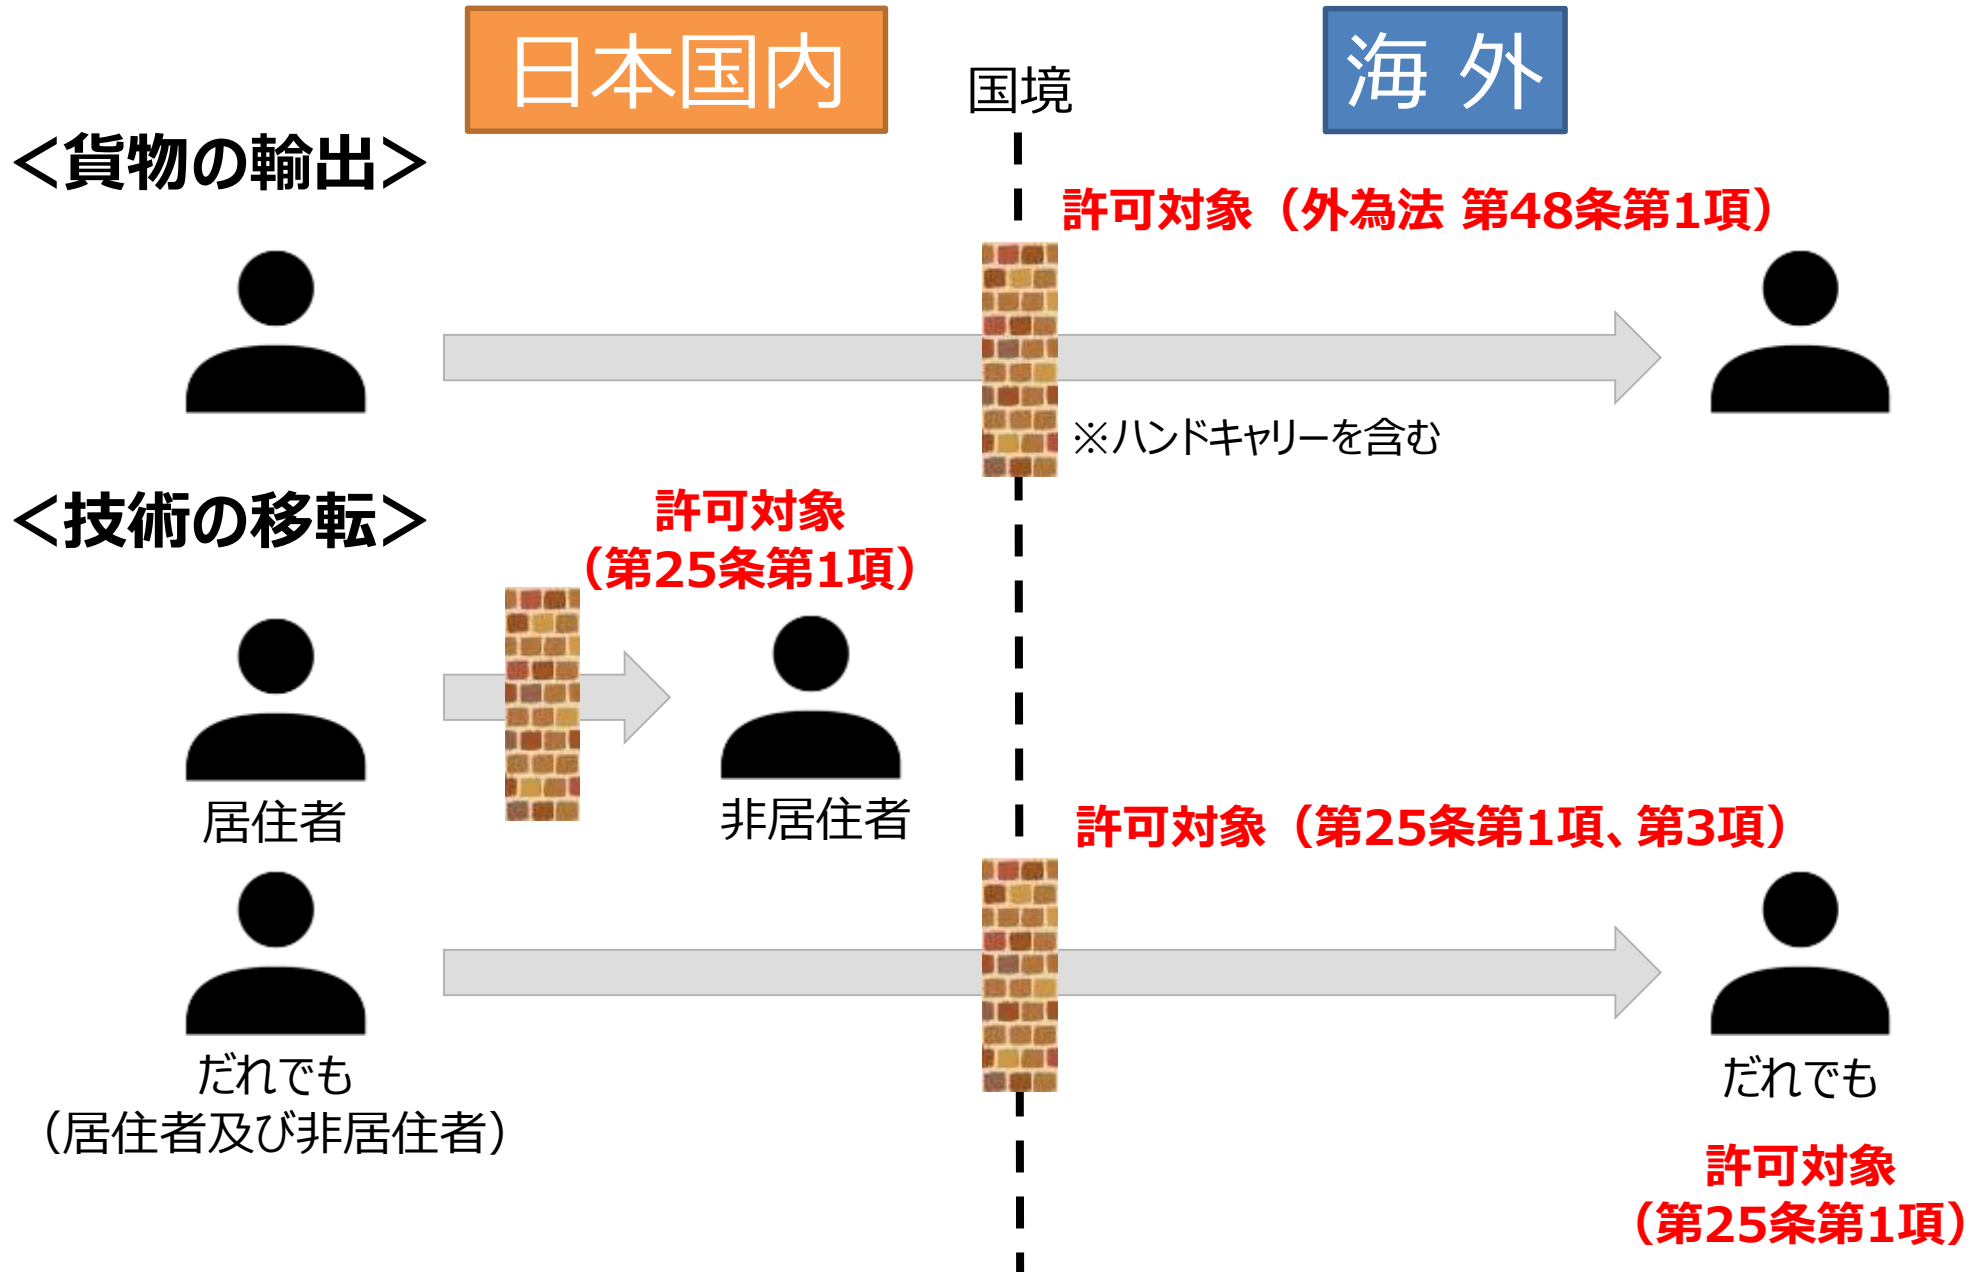 日本国内
国境
海 外
＜貨物の輸出＞
許可対象（外為法 第48条第1項）
※ハンドキャリーを含む
＜技術の移転＞
許可対象
（第25条第1項）
居住者
非居住者
許可対象（第25条第1項、第3項）
だれでも
（居住者及び非居住者）
だれでも
許可対象
（第25条第1項）